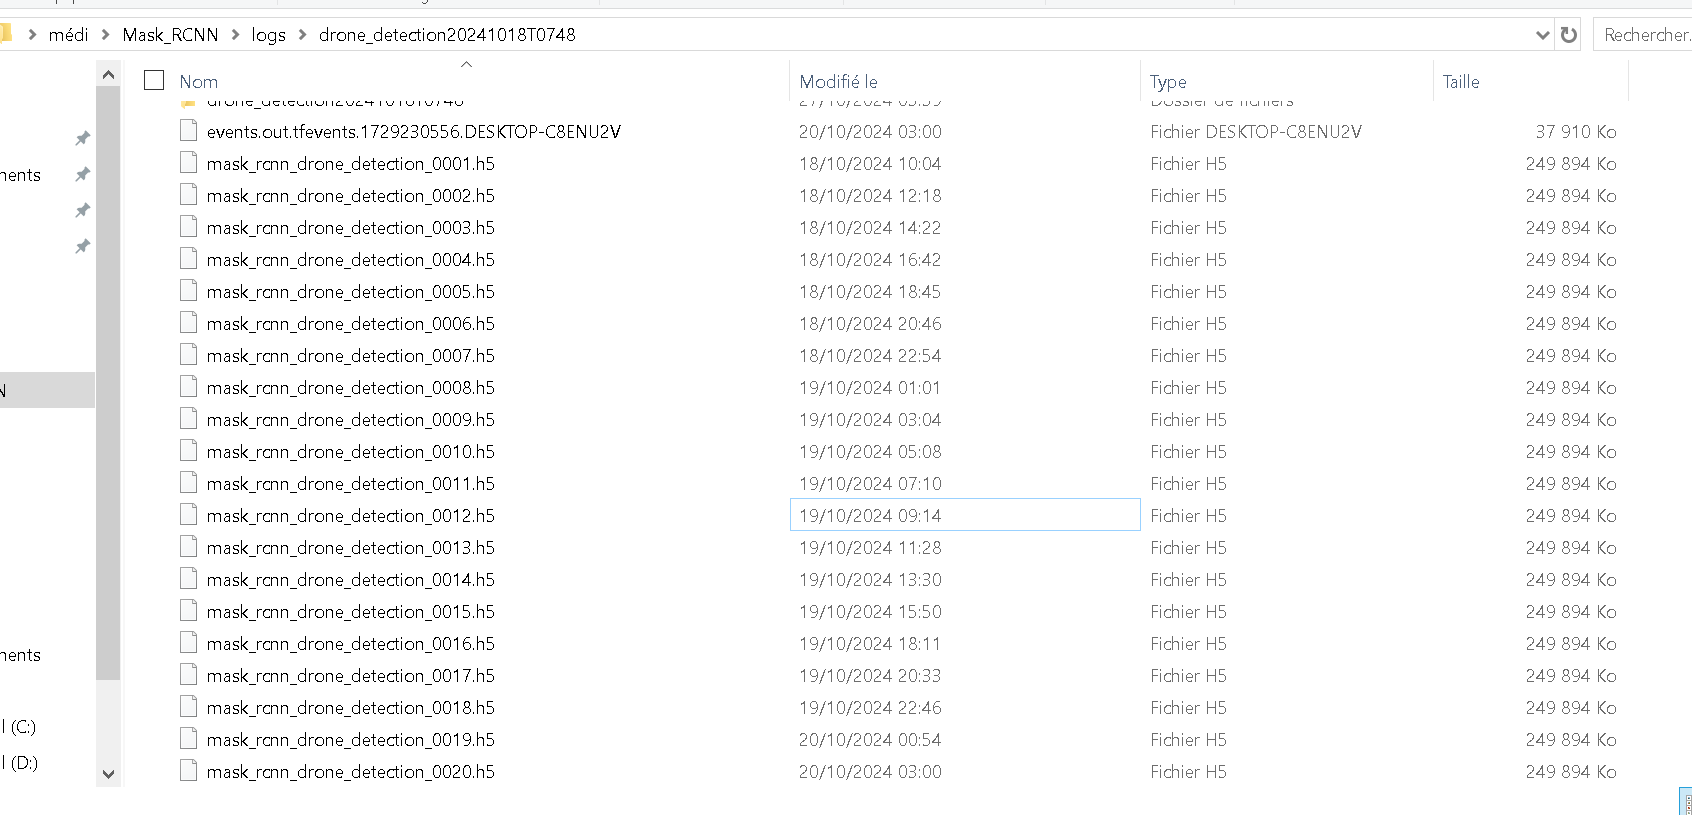 médi > Mask_RCNN > logs > drone_detection20241018T0748
Rechercher.
Nom Modifié le Type Taille
drone_detection20241018T0748 27/10/2024 Dossier de fichiers
events.out.tfevents.1729230556.DESKTOP-C8ENU2V 20/10/2024 03:00 Fichier DESKTOP-C8ENU2V 37 910 Ko
mask_rcnn_drone_detection_0001.h5 18/10/2024 10:04 Fichier H5 249 894 Ko
nents
mask_rcnn_drone_detection_0002.h5 18/10/2024 12:18 Fichier H5 249 894 Ko
mask_rcnn_drone_detection_0003.h5 18/10/2024 14:22 Fichier H5 249 894 Ko
mask_rcnn_drone_detection_0004.h5 18/10/2024 16:42 Fichier H5 249 894 Ko
mask_rcnn_drone_detection_0005.h5 18/10/2024 18:45 Fichier H5 249 894 Ko
mask_rcnn_drone_detection_0006.h5 18/10/2024 20:46 Fichier H5 249 894 Ko
mask_rcnn_drone_detection_0007.h5 18/10/2024 22:54 Fichier H5 249 894 Ko
N
mask_rcnn_drone_detection_0008.h5 19/10/2024 01:01 Fichier H5 249 894 Ko
mask_rcnn_drone_detection_0009.h5 19/10/2024 03:04 Fichier H5 249 894 Ko
mask_rcnn_drone_detection_0010.h5 19/10/2024 05:08 Fichier H5 249 894 Ko
mask_rcnn_drone_detection_0011.h5 19/10/2024 07:10 Fichier H5 249 894 Ko
mask_rcnn_drone_detection_0012.h5 19/10/2024 09:14 Fichier H5 249 894 Ko
mask_rcnn_drone_detection_0013.h5 19/10/2024 11:28 Fichier H5 249 894 Ko
mask_rcnn_drone_detection_0014.h5 19/10/2024 13:30 Fichier H5 249 894 Ko
mask_rcnn_drone_detection_0015.h5 19/10/2024 15:50 Fichier H5 249 894 Ko
mask_rcnn_drone_detection_0016.h5 19/10/2024 18:11 Fichier H5 249 894 Ko
nents
mask_rcnn_drone_detection_0017.h5 19/10/2024 20:33 Fichier H5 249 894 Ko
mask_rcnn_drone_detection_0018.h5 19/10/2024 22:46 Fichier H5 249 894 Ko
l (C:)
mask_rcnn_drone_detection_0019.h5 20/10/2024 00:54 Fichier H5 249 894 Ko
l (D:)
mask_rcnn_drone_detection_0020.h5 20/10/2024 03:00 Fichier H5 249 894 Ko